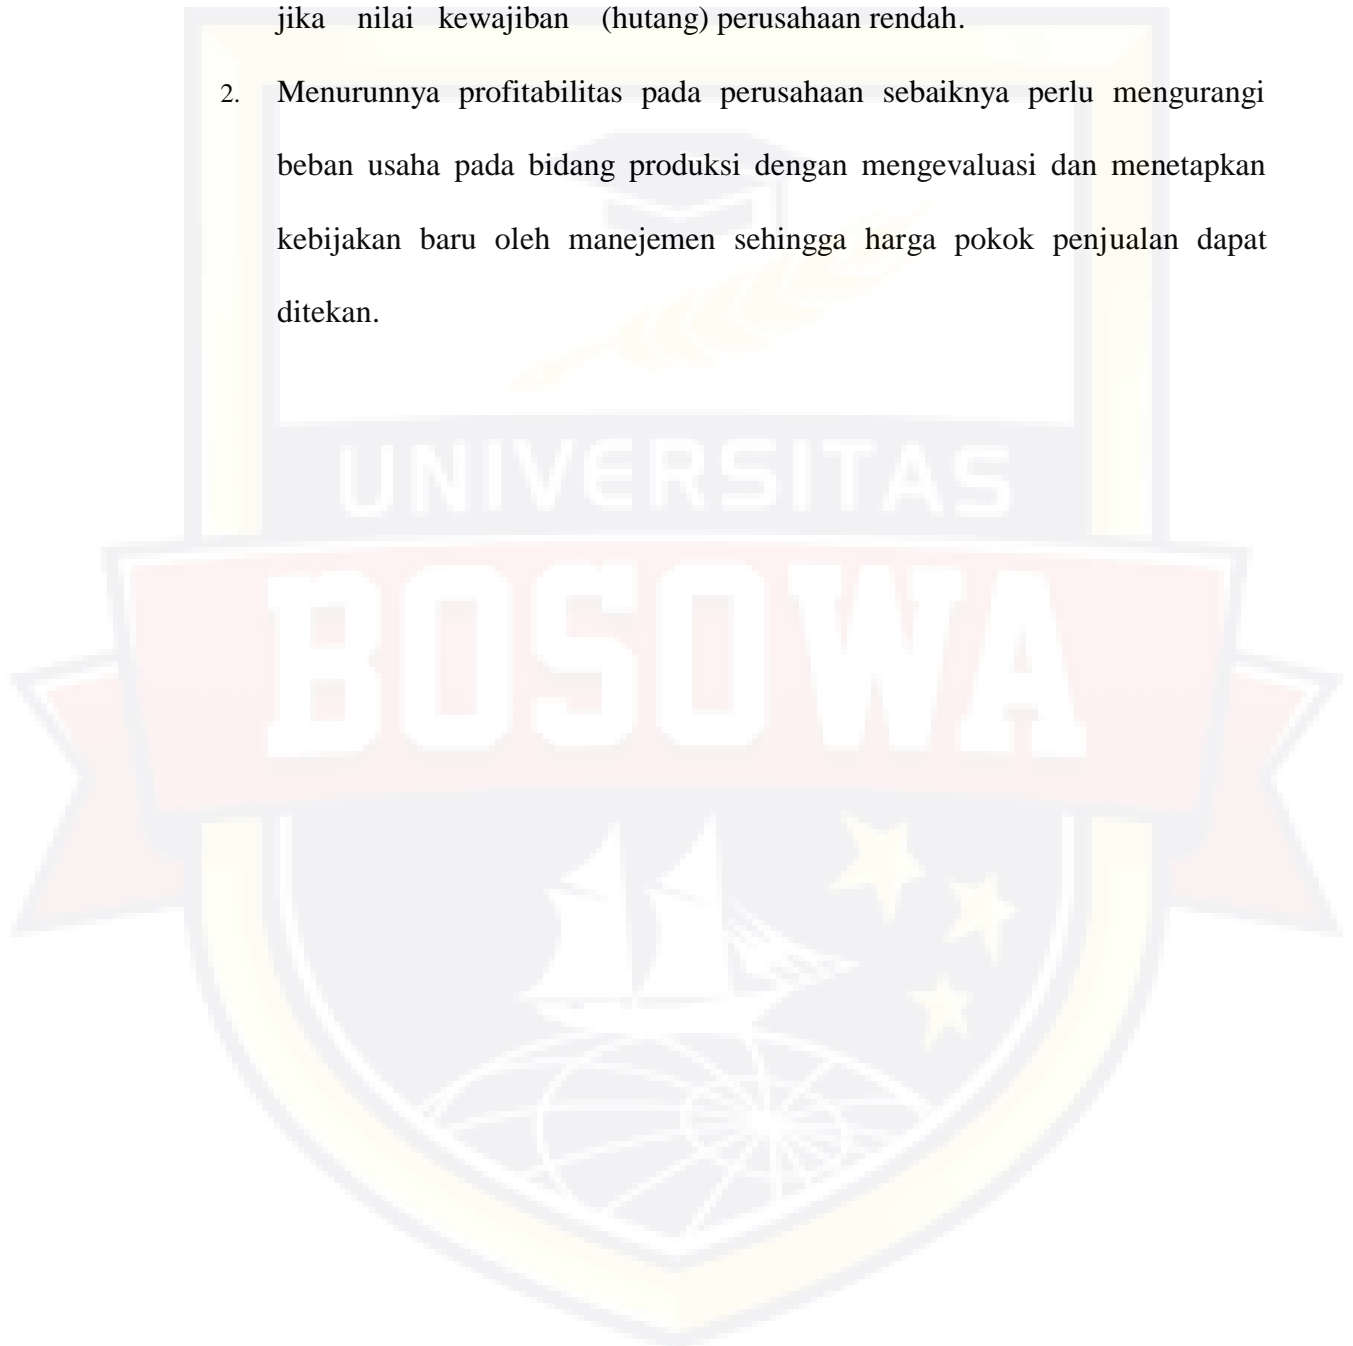 jika nilai kewajiban (hutang) perusahaan rendah.
2. Menurunnya profitabilitas pada perusahaan sebaiknya perlu mengurangi
beban usaha pada bidang produksi dengan mengevaluasi dan menetapkan
kebijakan baru oleh manejemen sehingga harga pokok penjualan dapat
ditekan.
UNIVERSITAS
BOSOWA